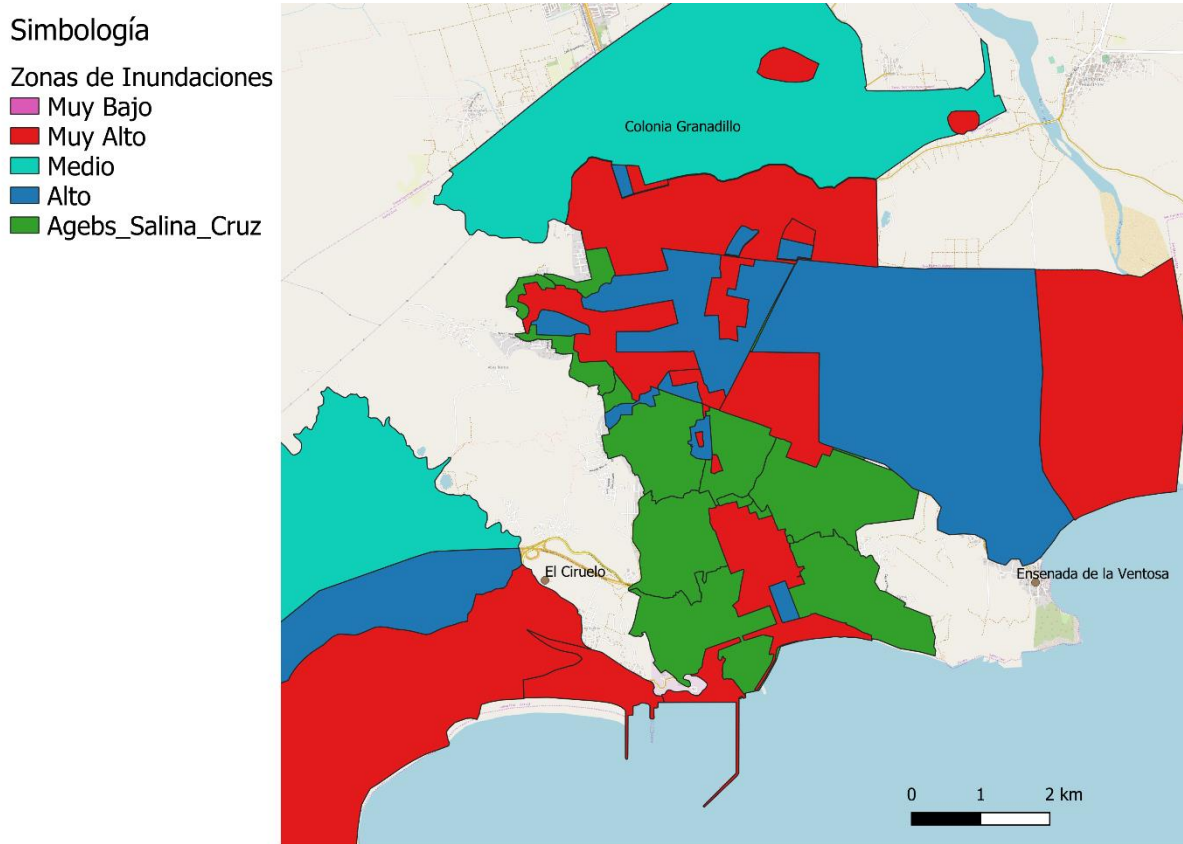 Simbología
Zonas de Inundaciones
Muy Bajo
Muy Alto
Medio
Alto
Agebs_Salina_Cruz
Colonia Granadillo
El Ciruelo
Ensenada de la Ventosa
0 1 2 km